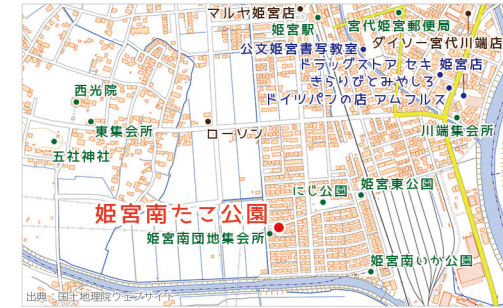 マルヤ姫宮店
姫宮駅
宮代姫宮郵便局
公文姫宮書写教室
ダイソー宮代川端店
ドラッグストア セキ 姫宮店
きらりびとみやしろ
ドイツパンの店 アムフルス
西光院
東集会所
ローソン
川端集会所
五社神社
にじ公園
姫宮東公園
姫宮南たこ公園
姫宮南団地集会所
姫宮南いか公園
出典：国土地理院ウェブサイト